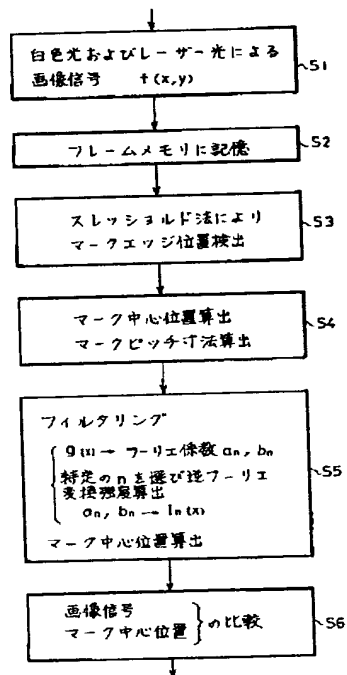 白色光およびレーザー光による
画像信号 f(x,y)
S1
フレームメモリに記憶
S2
スレッショルド法により
マークエッジ位置検出
S3
マーク中心位置算出
マークピッチ寸法算出
S4
フィルタリング
g(x)→フーリエ係数 an, bn
特定のnを選び逆フーリエ
変換強度算出
an, bn → In(x)
マーク中心位置算出
S5
画像信号
マーク中心位置 } の比較
S6